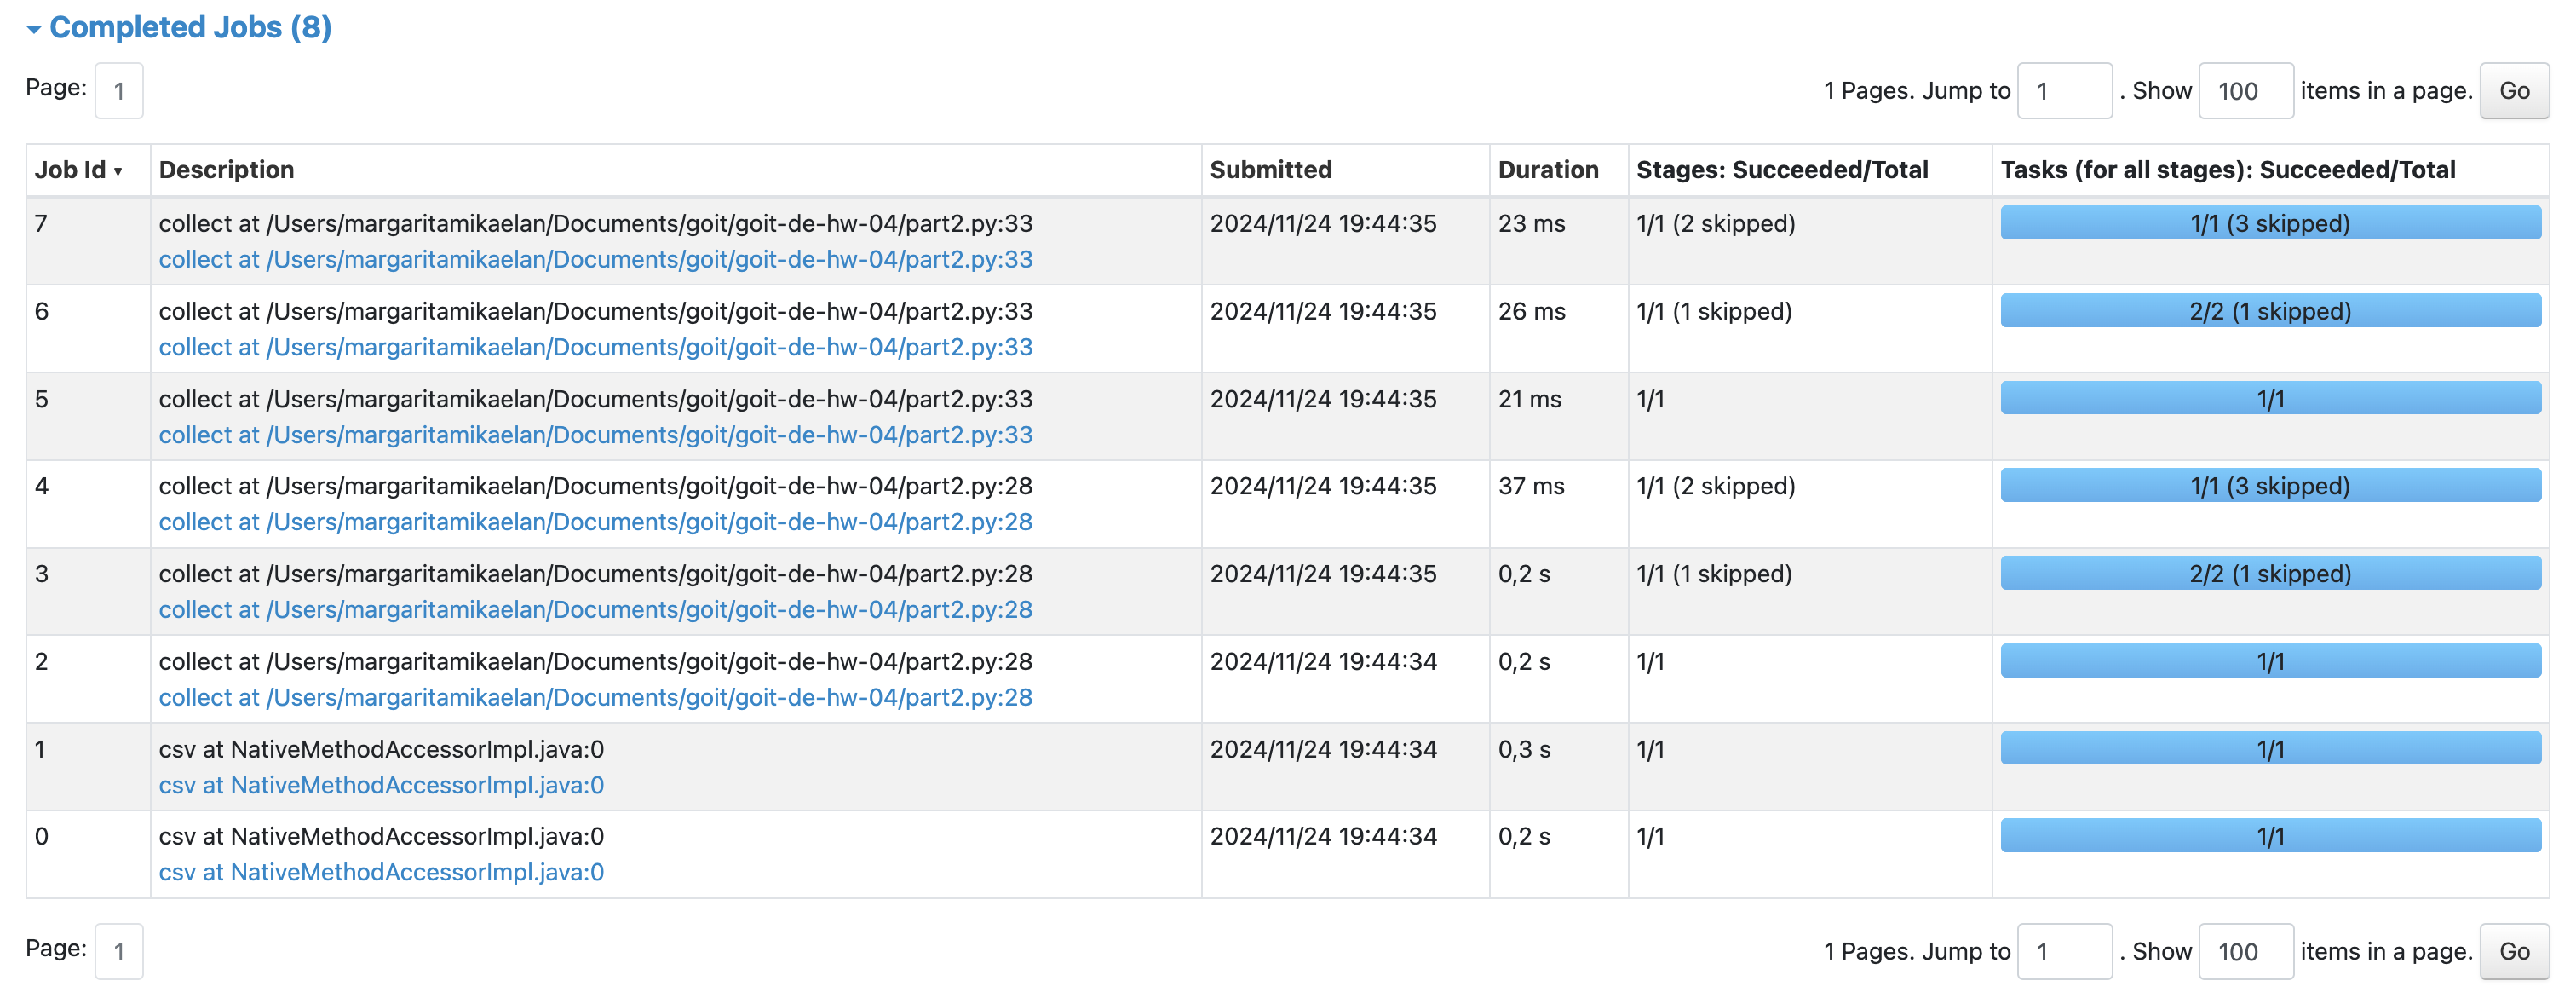 Completed Jobs (8)
Page: 1
1 Pages. Jump to 1 . Show 100 items in a page. Go
Job Id ▾ Description Submitted Duration Stages: Succeeded/Total Tasks (for all stages): Succeeded/Total
7 collect at /Users/margaritamikaelan/Documents/goit/goit-de-hw-04/part2.py:33 2024/11/24 19:44:35 23 ms 1/1 (2 skipped) 1/1 (3 skipped)
collect at /Users/margaritamikaelan/Documents/goit/goit-de-hw-04/part2.py:33
6 collect at /Users/margaritamikaelan/Documents/goit/goit-de-hw-04/part2.py:33 2024/11/24 19:44:35 26 ms 1/1 (1 skipped) 2/2 (1 skipped)
collect at /Users/margaritamikaelan/Documents/goit/goit-de-hw-04/part2.py:33
5 collect at /Users/margaritamikaelan/Documents/goit/goit-de-hw-04/part2.py:33 2024/11/24 19:44:35 21 ms 1/1 1/1
collect at /Users/margaritamikaelan/Documents/goit/goit-de-hw-04/part2.py:33
4 collect at /Users/margaritamikaelan/Documents/goit/goit-de-hw-04/part2.py:28 2024/11/24 19:44:35 37 ms 1/1 (2 skipped) 1/1 (3 skipped)
collect at /Users/margaritamikaelan/Documents/goit/goit-de-hw-04/part2.py:28
3 collect at /Users/margaritamikaelan/Documents/goit/goit-de-hw-04/part2.py:28 2024/11/24 19:44:35 0,2 s 1/1 (1 skipped) 2/2 (1 skipped)
collect at /Users/margaritamikaelan/Documents/goit/goit-de-hw-04/part2.py:28
2 collect at /Users/margaritamikaelan/Documents/goit/goit-de-hw-04/part2.py:28 2024/11/24 19:44:34 0,2 s 1/1 1/1
collect at /Users/margaritamikaelan/Documents/goit/goit-de-hw-04/part2.py:28
1 csv at NativeMethodAccessorImpl.java:0 2024/11/24 19:44:34 0,3 s 1/1 1/1
csv at NativeMethodAccessorImpl.java:0
0 csv at NativeMethodAccessorImpl.java:0 2024/11/24 19:44:34 0,2 s 1/1 1/1
csv at NativeMethodAccessorImpl.java:0
Page: 1
1 Pages. Jump to 1 . Show 100 items in a page. Go